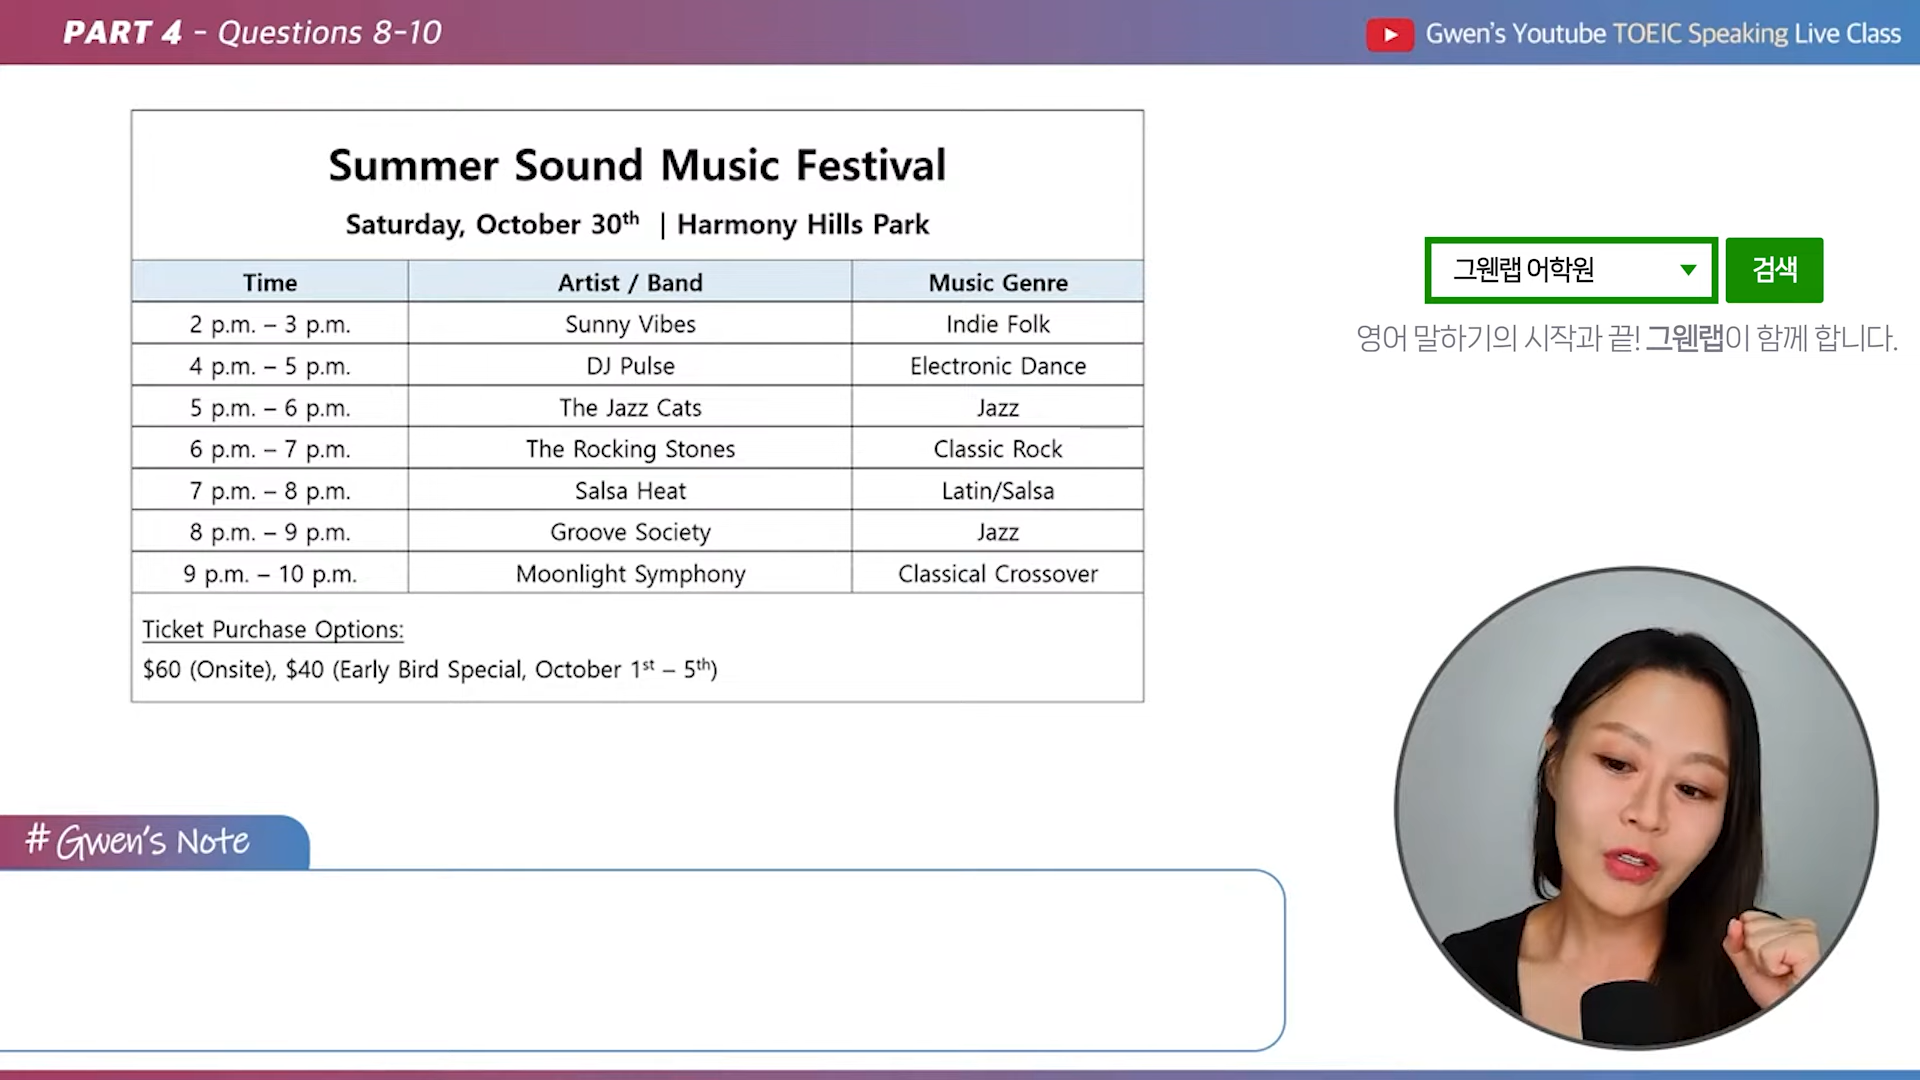 PART 4 - Questions 8-10
Gwen's Youtube TOEIC Speaking Live Class
Summer Sound Music Festival
Saturday, October 30th | Harmony Hills Park
Time Artist / Band Music Genre
2 p.m. – 3 p.m. Sunny Vibes Indie Folk
4 p.m. – 5 p.m. DJ Pulse Electronic Dance
5 p.m. – 6 p.m. The Jazz Cats Jazz
6 p.m. – 7 p.m. The Rocking Stones Classic Rock
7 p.m. – 8 p.m. Salsa Heat Latin/Salsa
8 p.m. – 9 p.m. Groove Society Jazz
9 p.m. – 10 p.m. Moonlight Symphony Classical Crossover
Ticket Purchase Options:
$60 (Onsite), $40 (Early Bird Special, October 1st – 5th)
그웬랩 어학원 검색
영어 말하기의 시작과 끝! 그웬랩이 함께 합니다.
# Gwen's Note